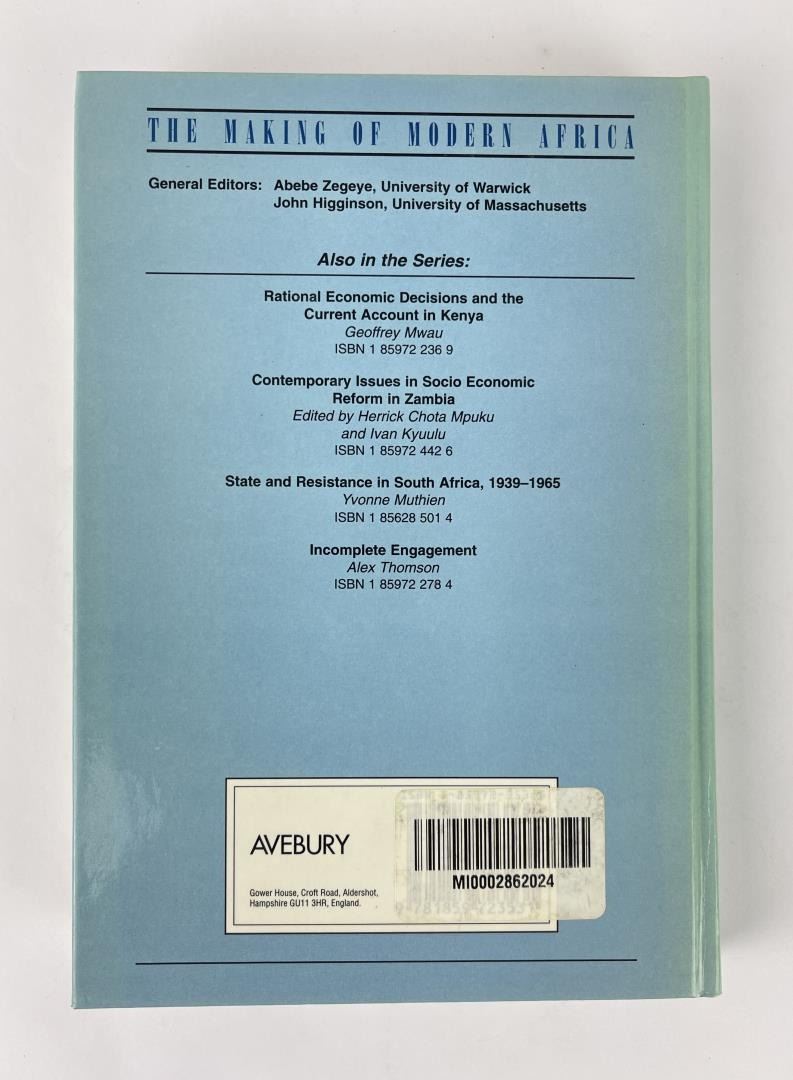 THE MAKING OF MODERN AFRICA
General Editors: Abebe Zegeye, University of Warwick
John Higginson, University of Massachusetts
Also in the Series:
Rational Economic Decisions and the
Current Account in Kenya
Geoffrey Mwau
ISBN 1 85972 236 9
Contemporary Issues in Socio Economic
Reform in Zambia
Edited by Herrick Chota Mpuku
and Ivan Kyuulu
ISBN 1 85972 442 6
State and Resistance in South Africa, 1939–1965
Yvonne Muthien
ISBN 1 85628 501 4
Incomplete Engagement
Alex Thomson
ISBN 1 85972 278 4
AVEBURY
Gower House, Croft Road, Aldershot,
Hampshire GU11 3HR, England.
MI0002862024